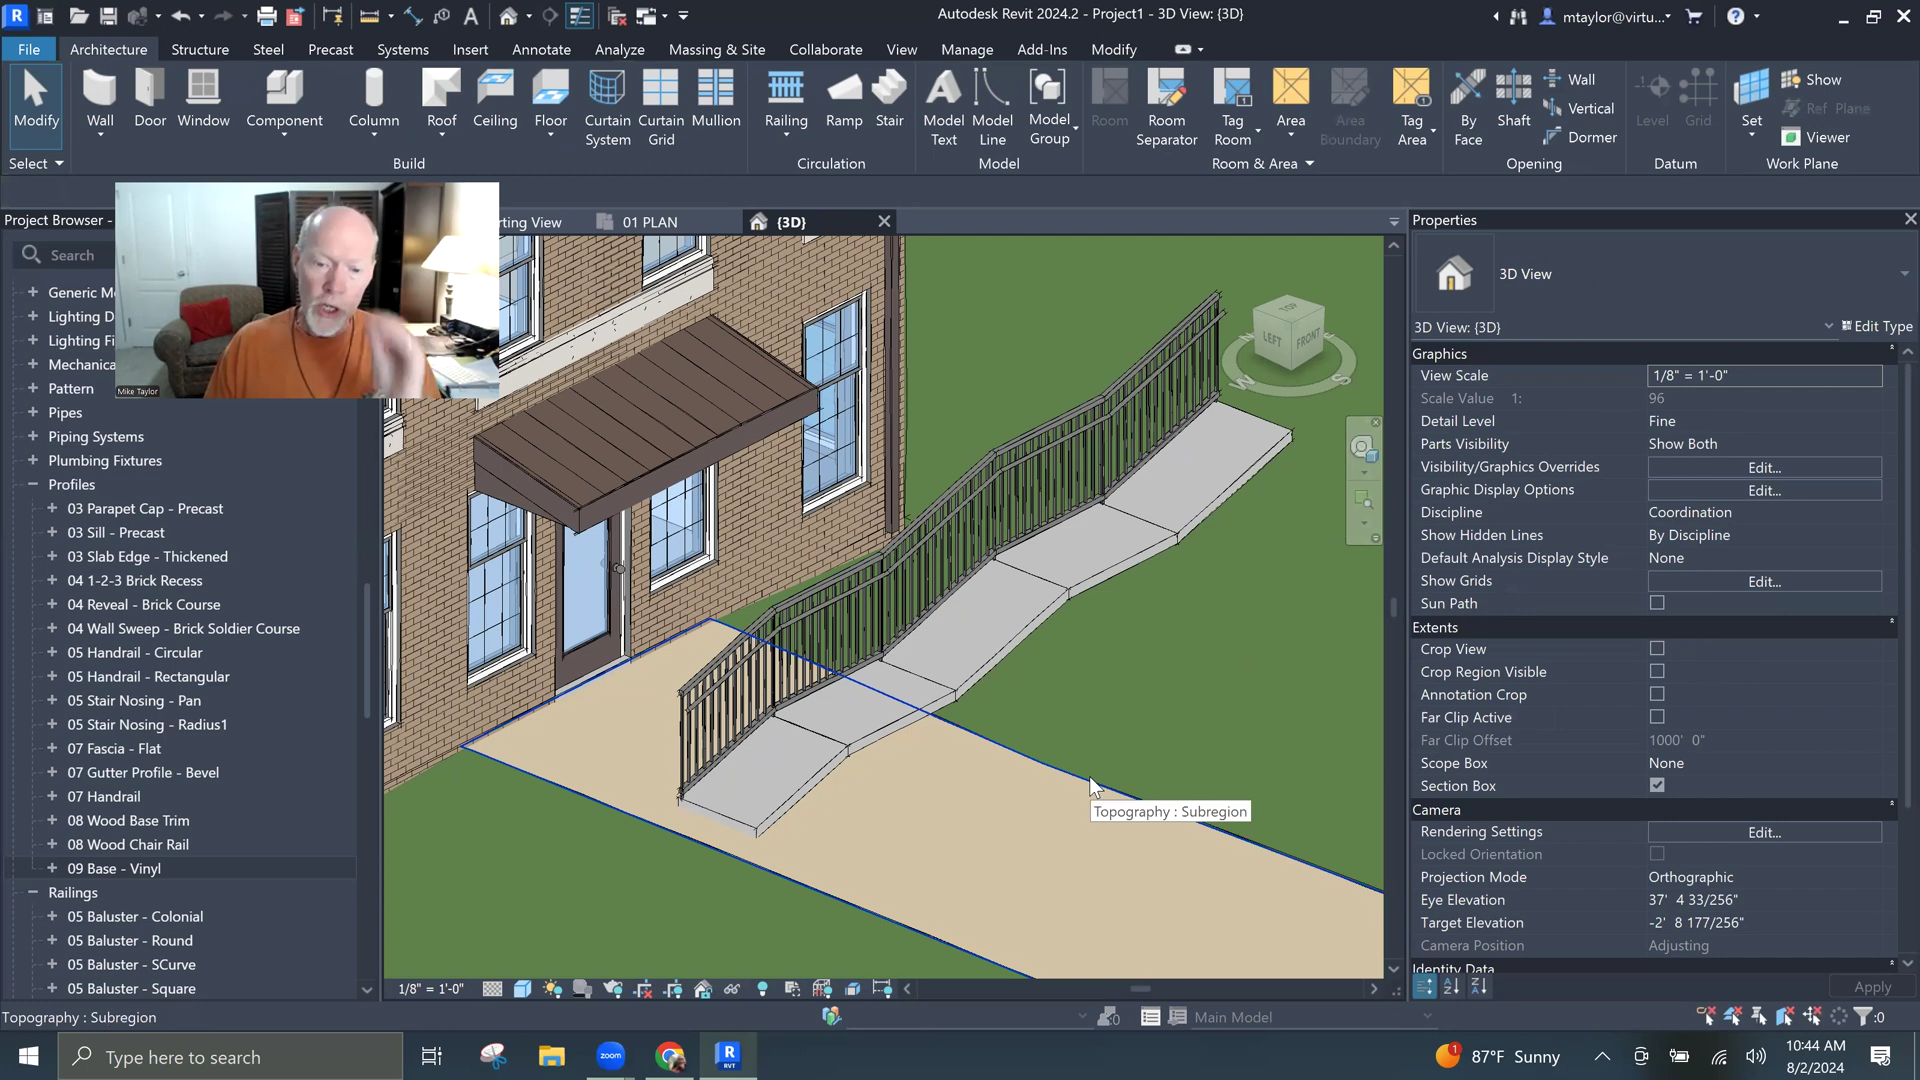 Autodesk Revit 2024.2 - Project1 - 3D View: {3D}
mtaylor@virtu...
File Architecture Structure Steel Precast Systems Insert Annotate Analyze Massing & Site Collaborate View Manage Add-Ins Modify
Modify
Wall
Door
Window
Component
Column
Roof
Ceiling
Floor
Curtain System
Curtain Grid
Mullion
Railing
Ramp
Stair
Model Text
Model Line
Model Group
Room
Room Separator
Tag Room
Area
Area Boundary
Tag Area
By Face
Shaft
Wall
Vertical
Dormer
Level
Grid
Set
Show
Ref Plane
Viewer
Select
Build
Circulation
Model
Room & Area
Opening
Datum
Work Plane
Project Browser -
Search
Generic M
Lighting D
Lighting Fi
Mechanica
Pattern
Pipes
Piping Systems
Plumbing Fixtures
Profiles
03 Parapet Cap - Precast
03 Sill - Precast
03 Slab Edge - Thickened
04 1-2-3 Brick Recess
04 Reveal - Brick Course
04 Wall Sweep - Brick Soldier Course
05 Handrail - Circular
05 Handrail - Rectangular
05 Stair Nosing - Pan
05 Stair Nosing - Radius1
07 Fascia - Flat
07 Gutter Profile - Bevel
07 Handrail
08 Wood Base Trim
08 Wood Chair Rail
09 Base - Vinyl
Railings
05 Baluster - Colonial
05 Baluster - Round
05 Baluster - SCurve
05 Baluster - Square
Mike Taylor
rting View
01 PLAN
{3D}
TOP
LEFT
FRONT
W
S
Topography : Subregion
1/8" = 1'-0"
Properties
3D View
3D View: {3D}
Edit Type
Graphics
View Scale 1/8" = 1'-0"
Scale Value 1: 96
Detail Level Fine
Parts Visibility Show Both
Visibility/Graphics Overrides Edit...
Graphic Display Options Edit...
Discipline Coordination
Show Hidden Lines By Discipline
Default Analysis Display Style None
Show Grids Edit...
Sun Path
Extents
Crop View
Crop Region Visible
Annotation Crop
Far Clip Active
Far Clip Offset 1000' 0"
Scope Box None
Section Box
Camera
Rendering Settings Edit...
Locked Orientation
Projection Mode Orthographic
Eye Elevation 37' 4 33/256"
Target Elevation -2' 8 177/256"
Camera Position Adjusting
Identity Data
Apply
Topography : Subregion
:0
Main Model
:0
Type here to search
zoom
R
RVT
1
87°F Sunny
10:44 AM
8/2/2024